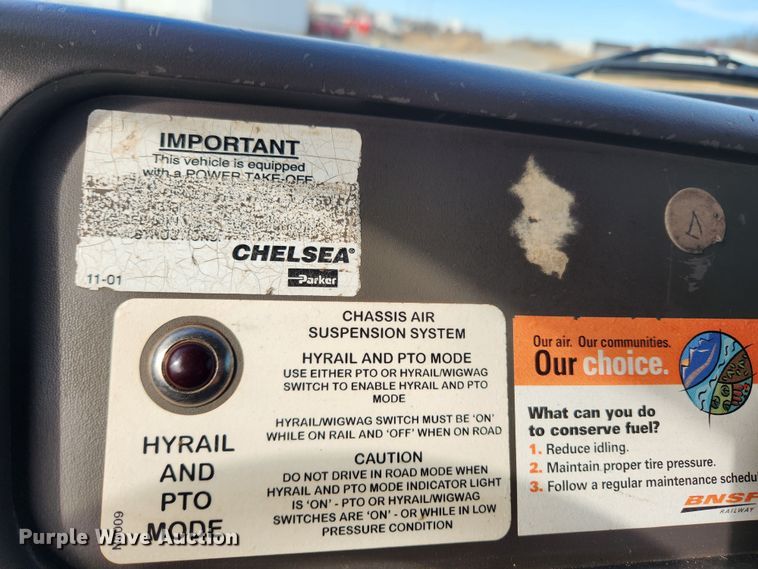 IMPORTANT
This vehicle is equipped
with a POWER TAKE-OFF
CHELSEA®
11-01
Parker
CHASSIS AIR
SUSPENSION SYSTEM
HYRAIL AND PTO MODE
USE EITHER PTO OR HYRAIL/WIGWAG
SWITCH TO ENABLE HYRAIL AND PTO
MODE
HYRAIL/WIGWAG SWITCH MUST BE 'ON'
WHILE ON RAIL AND 'OFF' WHEN ON ROAD
CAUTION
DO NOT DRIVE IN ROAD MODE WHEN
HYRAIL AND PTO MODE INDICATOR LIGHT
IS 'ON' - PTO OR HYRAIL/WIGWAG
SWITCHES ARE 'ON' - OR WHILE IN LOW
PRESSURE CONDITION
HYRAIL
AND
PTO
MODE
Our air. Our communities.
Our choice.
What can you do
to conserve fuel?
1. Reduce idling.
2. Maintain proper tire pressure.
3. Follow a regular maintenance schedu
BNSF
RAILWAY
Purple Wave Auction